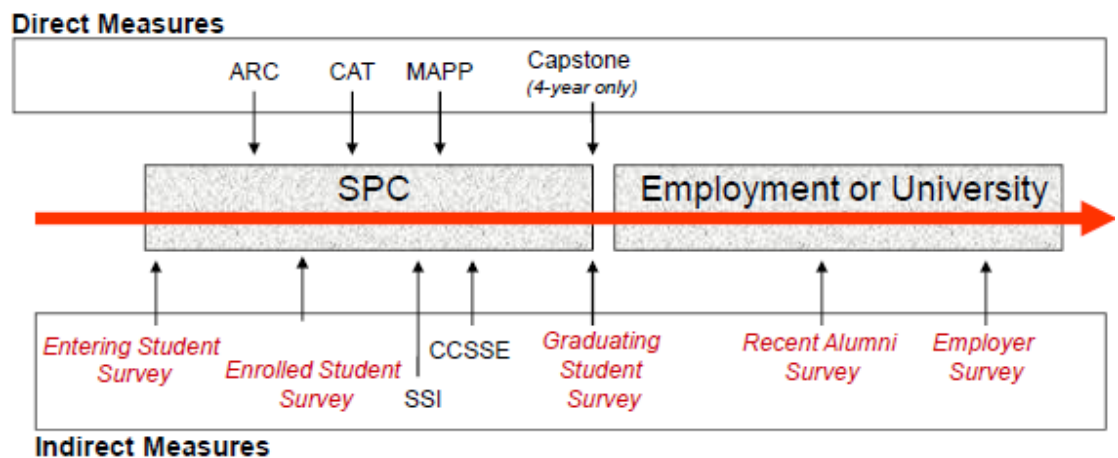 Direct Measures
ARC
CAT
MAPP
Capstone
(4-year only)
SPC
Employment or University
Entering Student
Survey
Enrolled Student
Survey
SSI
CCSSE
Graduating
Student
Survey
Recent Alumni
Survey
Employer
Survey
Indirect Measures